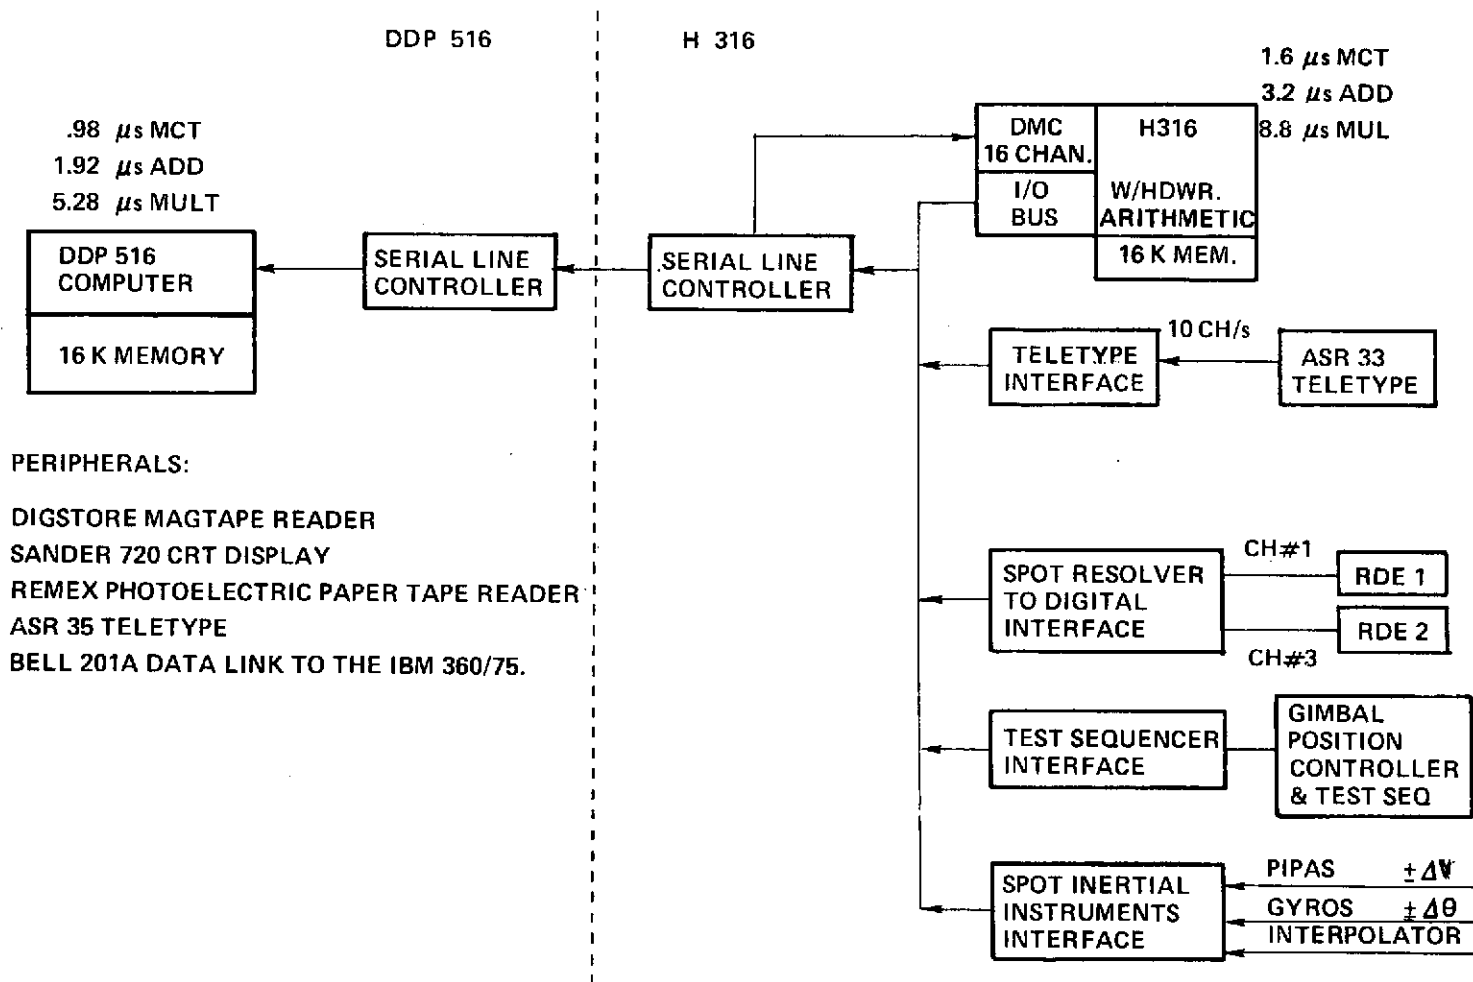 DDP 516
H 316
.98 μs MCT
1.92 μs ADD
5.28 μs MULT
DDP 516
COMPUTER
16 K MEMORY
SERIAL LINE
CONTROLLER
SERIAL LINE
CONTROLLER
DMC
16 CHAN.
I/O
BUS
H316
W/HDWR.
ARITHMETIC
16 K MEM.
1.6 μs MCT
3.2 μs ADD
8.8 μs MUL
TELETYPE
INTERFACE
10 CH/s
ASR 33
TELETYPE
PERIPHERALS:
DIGSTORE MAGTAPE READER
SANDER 720 CRT DISPLAY
REMEX PHOTOELECTRIC PAPER TAPE READER
ASR 35 TELETYPE
BELL 201A DATA LINK TO THE IBM 360/75.
SPOT RESOLVER
TO DIGITAL
INTERFACE
CH#1
RDE 1
RDE 2
CH#3
TEST SEQUENCER
INTERFACE
GIMBAL
POSITION
CONTROLLER
& TEST SEQ
SPOT INERTIAL
INSTRUMENTS
INTERFACE
PIPAS ± ΔV
GYROS ± Δθ
INTERPOLATOR